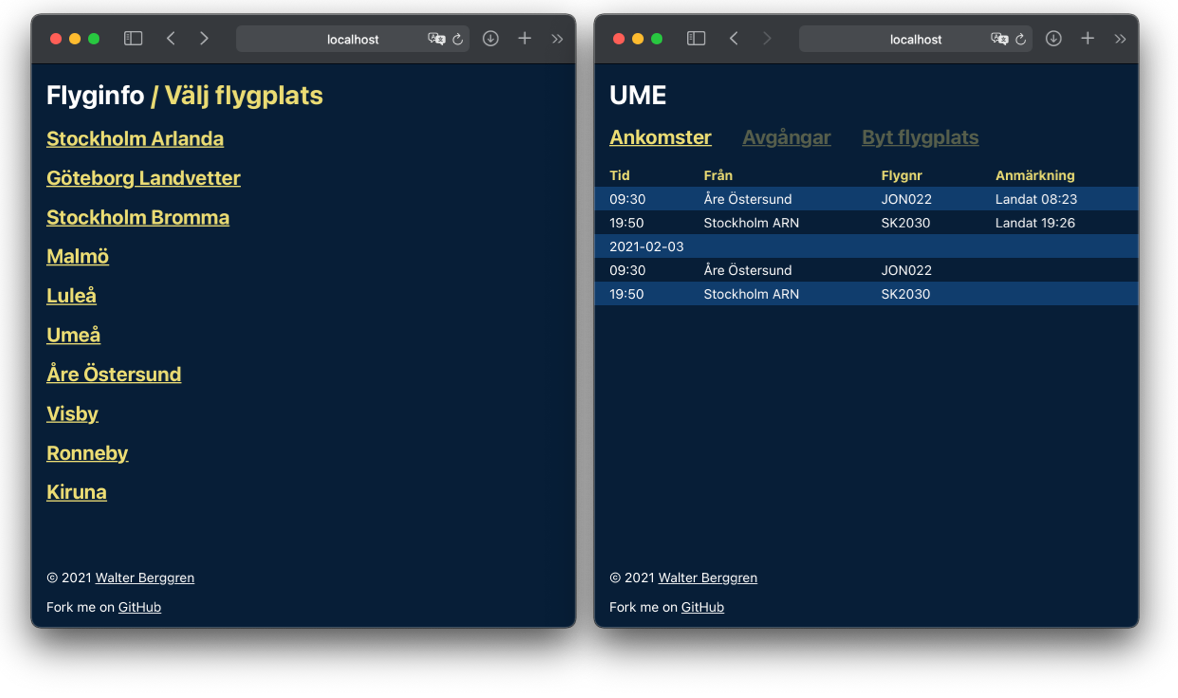 localhost
Flyginfo / Välj flygplats
Stockholm Arlanda
Göteborg Landvetter
Stockholm Bromma
Malmö
Luleå
Umeå
Åre Östersund
Visby
Ronneby
Kiruna
© 2021 Walter Berggren
Fork me on GitHub
localhost
UME
Ankomster Avgångar Byt flygplats
Tid Från Flygnr Anmärkning
09:30 Åre Östersund JON022 Landat 08:23
19:50 Stockholm ARN SK2030 Landat 19:26
2021-02-03
09:30 Åre Östersund JON022
19:50 Stockholm ARN SK2030
© 2021 Walter Berggren
Fork me on GitHub